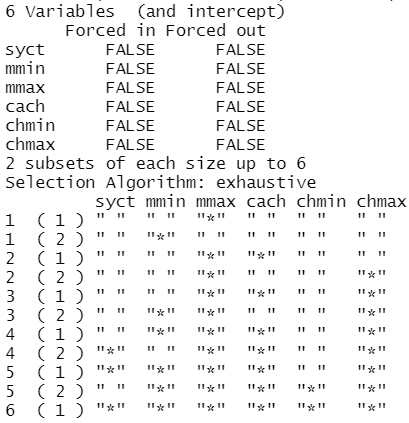 6 Variables  (and intercept)
      Forced in Forced out
syct      FALSE      FALSE
mmin      FALSE      FALSE
mmax      FALSE      FALSE
cach      FALSE      FALSE
chmin     FALSE      FALSE
chmax     FALSE      FALSE
2 subsets of each size up to 6
Selection Algorithm: exhaustive
         syct mmin mmax cach chmin chmax
1  ( 1 ) " "  " "  "*"  " "  " "   " "
1  ( 2 ) " "  "*"  " "  " "  " "   " "
2  ( 1 ) " "  " "  "*"  "*"  " "   " "
2  ( 2 ) " "  " "  "*"  " "  " "   "*"
3  ( 1 ) " "  " "  "*"  "*"  " "   "*"
3  ( 2 ) " "  "*"  "*"  " "  " "   "*"
4  ( 1 ) " "  "*"  "*"  "*"  " "   "*"
4  ( 2 ) "*"  " "  "*"  "*"  " "   "*"
5  ( 1 ) "*"  "*"  "*"  "*"  " "   "*"
5  ( 2 ) " "  "*"  "*"  "*"  "*"   "*"
6  ( 1 ) "*"  "*"  "*"  "*"  "*"   "*"